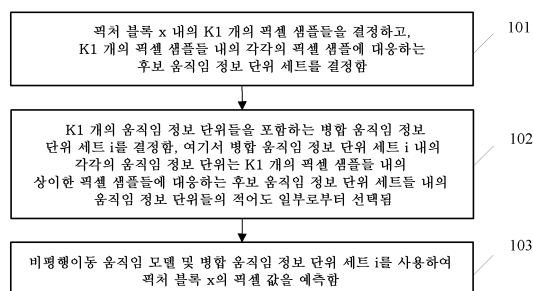 픽처 블록 x 내의 K1 개의 픽셀 샘플들을 결정하고,
K1 개의 픽셀 샘플들 내의 각각의 픽셀 샘플에 대응하는
후보 움직임 정보 단위 세트를 결정함
101
K1 개의 움직임 정보 단위들을 포함하는 병합 움직임 정보
단위 세트 i를 결정함, 여기서 병합 움직임 정보 단위 세트 i 내의
각각의 움직임 정보 단위는 K1 개의 픽셀 샘플들 내의
상이한 픽셀 샘플들에 대응하는 후보 움직임 정보 단위 세트들 내의
움직임 정보 단위들의 적어도 일부로부터 선택됨
102
비평행이동 움직임 모델 및 병합 움직임 정보 단위 세트 i를 사용하여
픽처 블록 x의 픽셀 값을 예측함
103